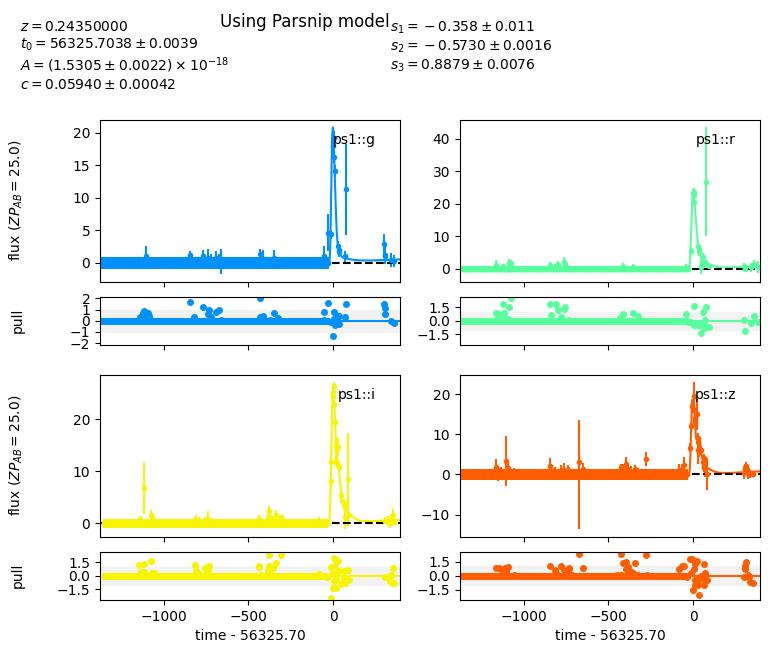 Using Parsnip model
z = 0.24350000
t0 = 56325.7038 ± 0.0039
A = (1.5305 ± 0.0022) × 10^−18
c = 0.05940 ± 0.00042
s1 = −0.358 ± 0.011
s2 = −0.5730 ± 0.0016
s3 = 0.8879 ± 0.0076
flux (ZP_AB = 25.0)
20
15
10
5
0
ps1::g
40
30
20
10
0
ps1::r
pull
2
1
0
−1
−2
1.5
0.0
−1.5
flux (ZP_AB = 25.0)
20
10
0
ps1::i
20
10
0
−10
ps1::z
pull
1.5
0.0
−1.5
1.5
0.0
−1.5
−1000 −500 0
−1000 −500 0
time - 56325.70
time - 56325.70